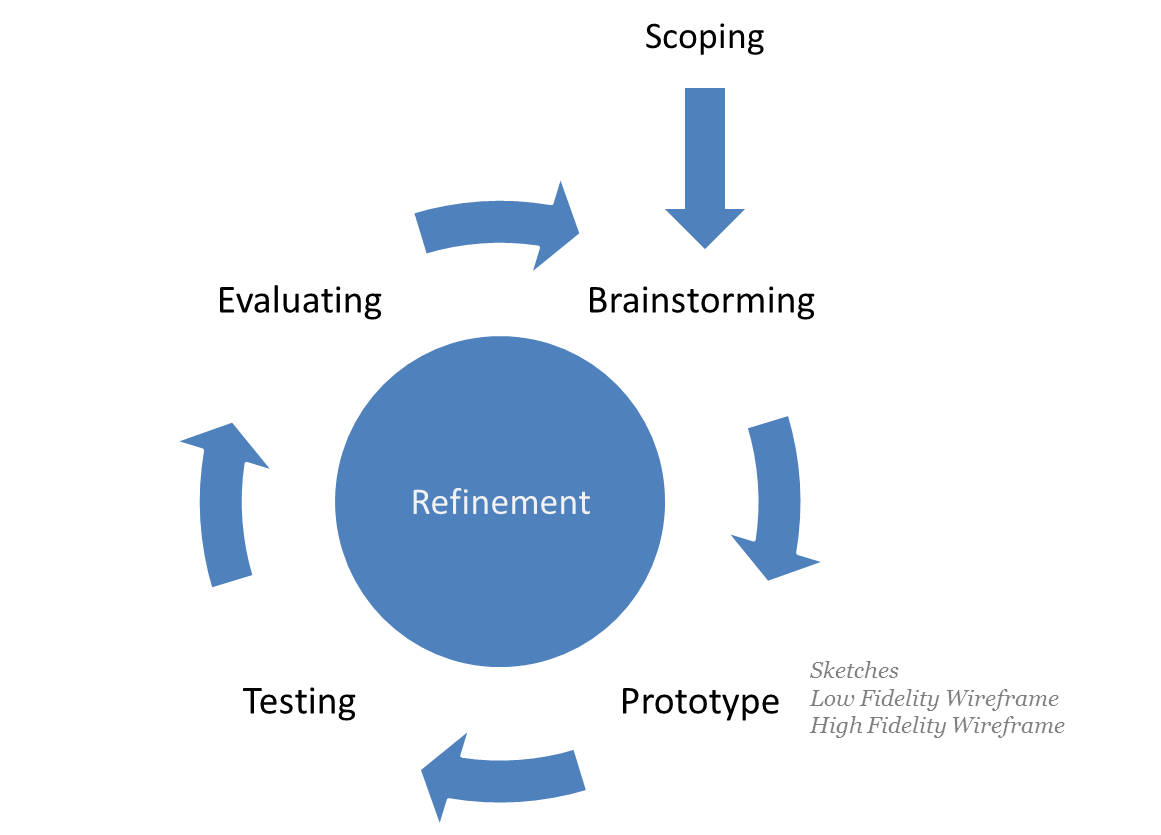 Scoping
Evaluating
Brainstorming
Refinement
Testing
Prototype
Sketches
Low Fidelity Wireframe
High Fidelity Wireframe